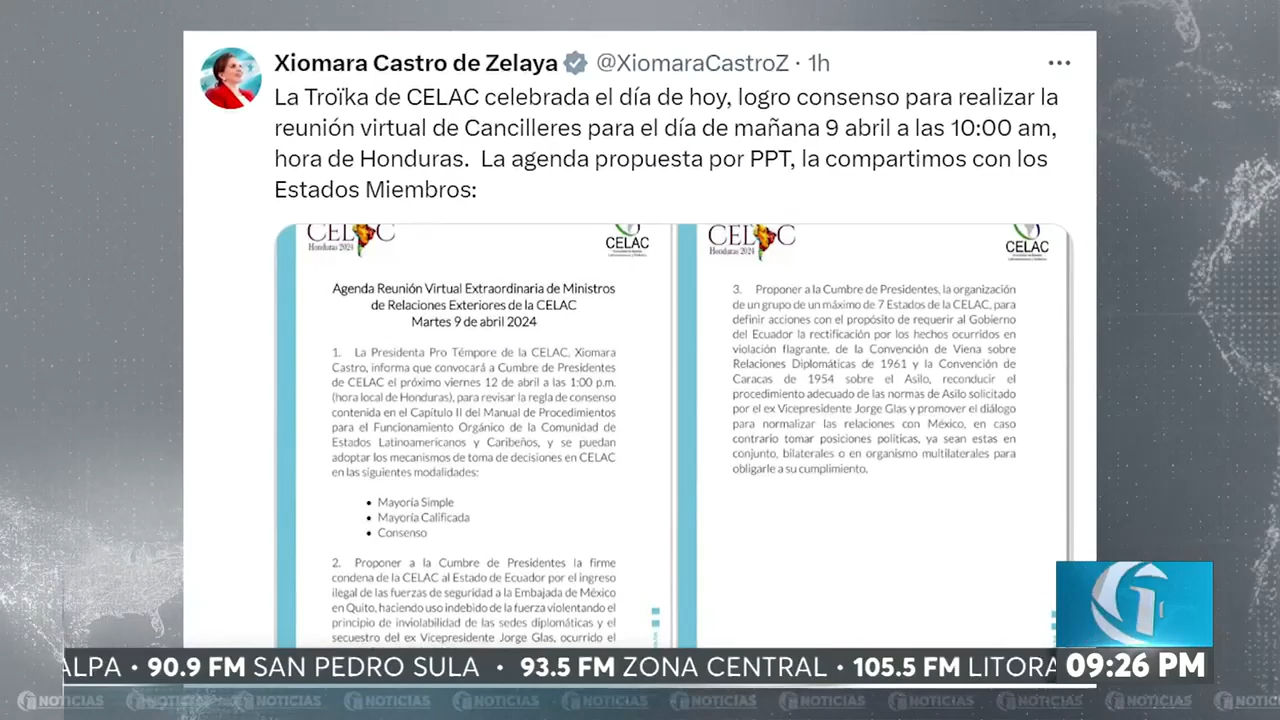 Xiomara Castro de Zelaya @XiomaraCastroZ · 1h
La Troïka de CELAC celebrada el día de hoy, logro consenso para realizar la
reunión virtual de Cancilleres para el día de mañana 9 abril a las 10:00 am,
hora de Honduras. La agenda propuesta por PPT, la compartimos con los
Estados Miembros:
CELAC
Honduras 2024
CELAC
Agenda Reunión Virtual Extraordinaria de Ministros
de Relaciones Exteriores de la CELAC
Martes 9 de abril 2024
1. La Presidenta Pro Témpore de la CELAC, Xiomara
Castro, informa que convocará a Cumbre de Presidentes
de CELAC el próximo viernes 12 de abril a las 1:00 p.m.
(hora local de Honduras), para revisar la regla de consenso
contenida en el Capítulo II del Manual de Procedimientos
para el Funcionamiento Orgánico de la Comunidad de
Estados Latinoamericanos y Caribeños, y se puedan
adoptar los mecanismos de toma de decisiones en CELAC
en las siguientes modalidades:
• Mayoría Simple
• Mayoría Calificada
• Consenso
2. Proponer a la Cumbre de Presidentes la firme
condena de la CELAC al Estado de Ecuador por el ingreso
ilegal de las fuerzas de seguridad a la Embajada de México
en Quito, haciendo uso indebido de la fuerza violentando el
principio de inviolabilidad de las sedes diplomáticas y el
secuestro del ex Vicepresidente Jorge Glas, ocurrido el
CELAC
Honduras 2024
CELAC
3. Proponer a la Cumbre de Presidentes, la organización
de un grupo de un máximo de 7 Estados de la CELAC, para
definir acciones con el propósito de requerir al Gobierno
del Ecuador la rectificación por los hechos ocurridos en
violación flagrante, de la Convención de Viena sobre
Relaciones Diplomáticas de 1961 y la Convención de
Caracas de 1954 sobre el Asilo, reconducir el
procedimiento adecuado de las normas de Asilo solicitado
por el ex Vicepresidente Jorge Glas y promover el diálogo
para normalizar las relaciones con México, en caso
contrario tomar posiciones políticas, ya sean estas en
conjunto, bilaterales o en organismo multilaterales para
obligarle a su cumplimiento.
ALPA • 90.9 FM SAN PEDRO SULA • 93.5 FM ZONA CENTRAL • 105.5 FM LITORA
09:26 PM
NOTICIAS NOTICIAS NOTICIAS NOTICIAS NOTICIAS NOTICIAS NOTICIAS NOTICIAS NOTICIAS NOTICIAS